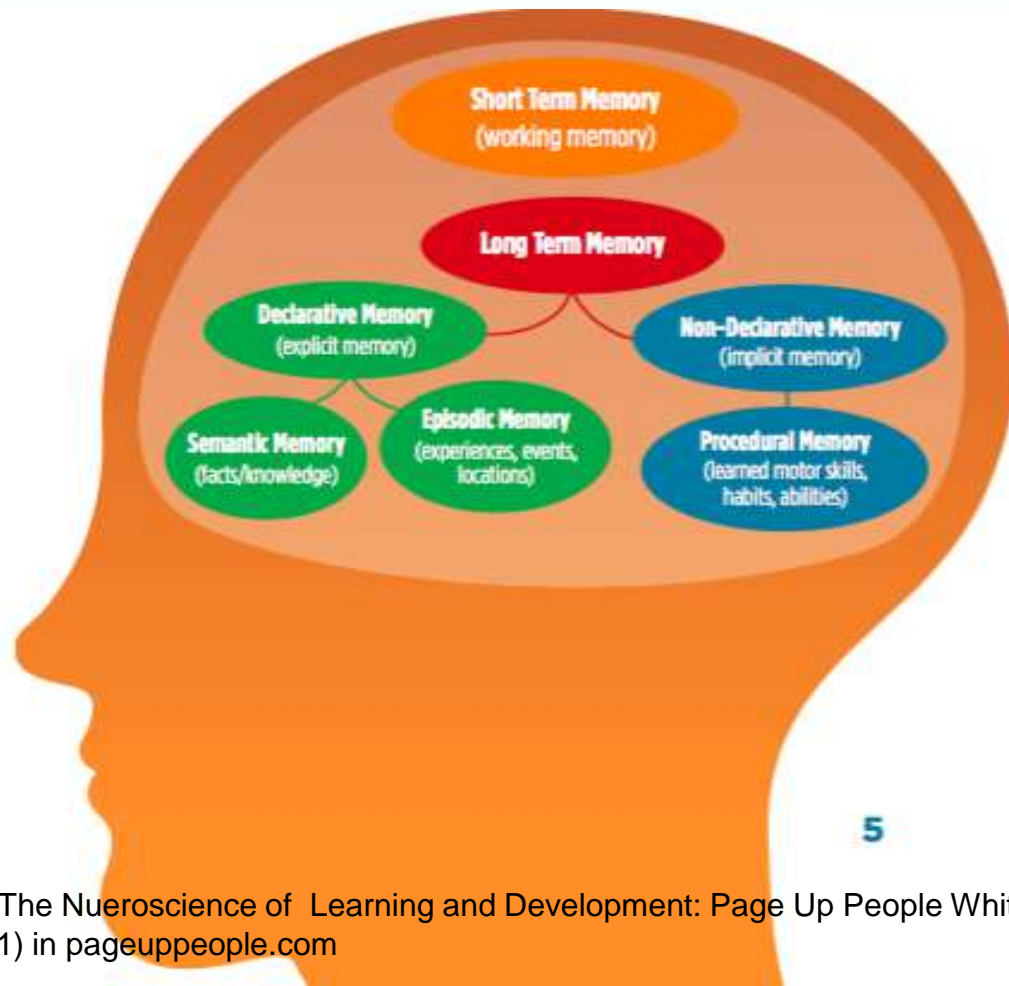 Short Term Memory
(working memory)
Long Term Memory
Declarative Memory
(explicit memory)
Non-Declarative Memory
(implicit memory)
Semantic Memory
(facts/knowledge)
Episodic Memory
(experiences, events,
locations)
Procedural Memory
(learned motor skills,
habits, abilities)
5
The Nueroscience of Learning and Development: Page Up People Whit
1) in pageuppeople.com